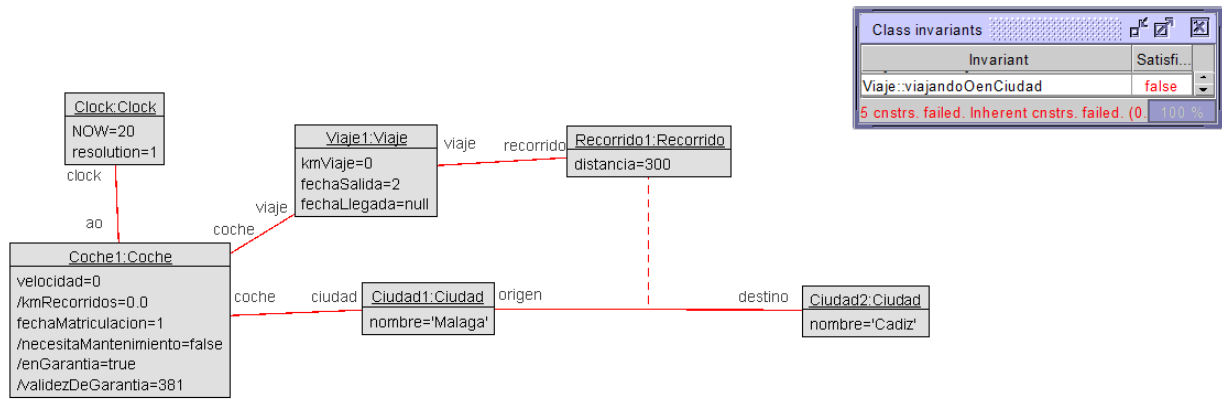 Class invariants
Invariant Satisfi...
Viaje::viajandoOenCiudad false
5 cnstrs. failed. Inherent cnstrs. failed. (0. 100 %
Clock:Clock
NOW=20
resolution=1
clock
ao
Viaje1:Viaje
kmViaje=0
fechaSalida=2
fechaLlegada=null
viaje
recorrido
Recorrido1:Recorrido
distancia=300
viaje
coche
Coche1:Coche
velocidad=0
/kmRecorridos=0.0
fechaMatriculacion=1
/necesitaMantenimiento=false
/enGarantia=true
/validezDeGarantia=381
coche
ciudad
Ciudad1:Ciudad
nombre='Malaga'
origen
destino
Ciudad2:Ciudad
nombre='Cadiz'